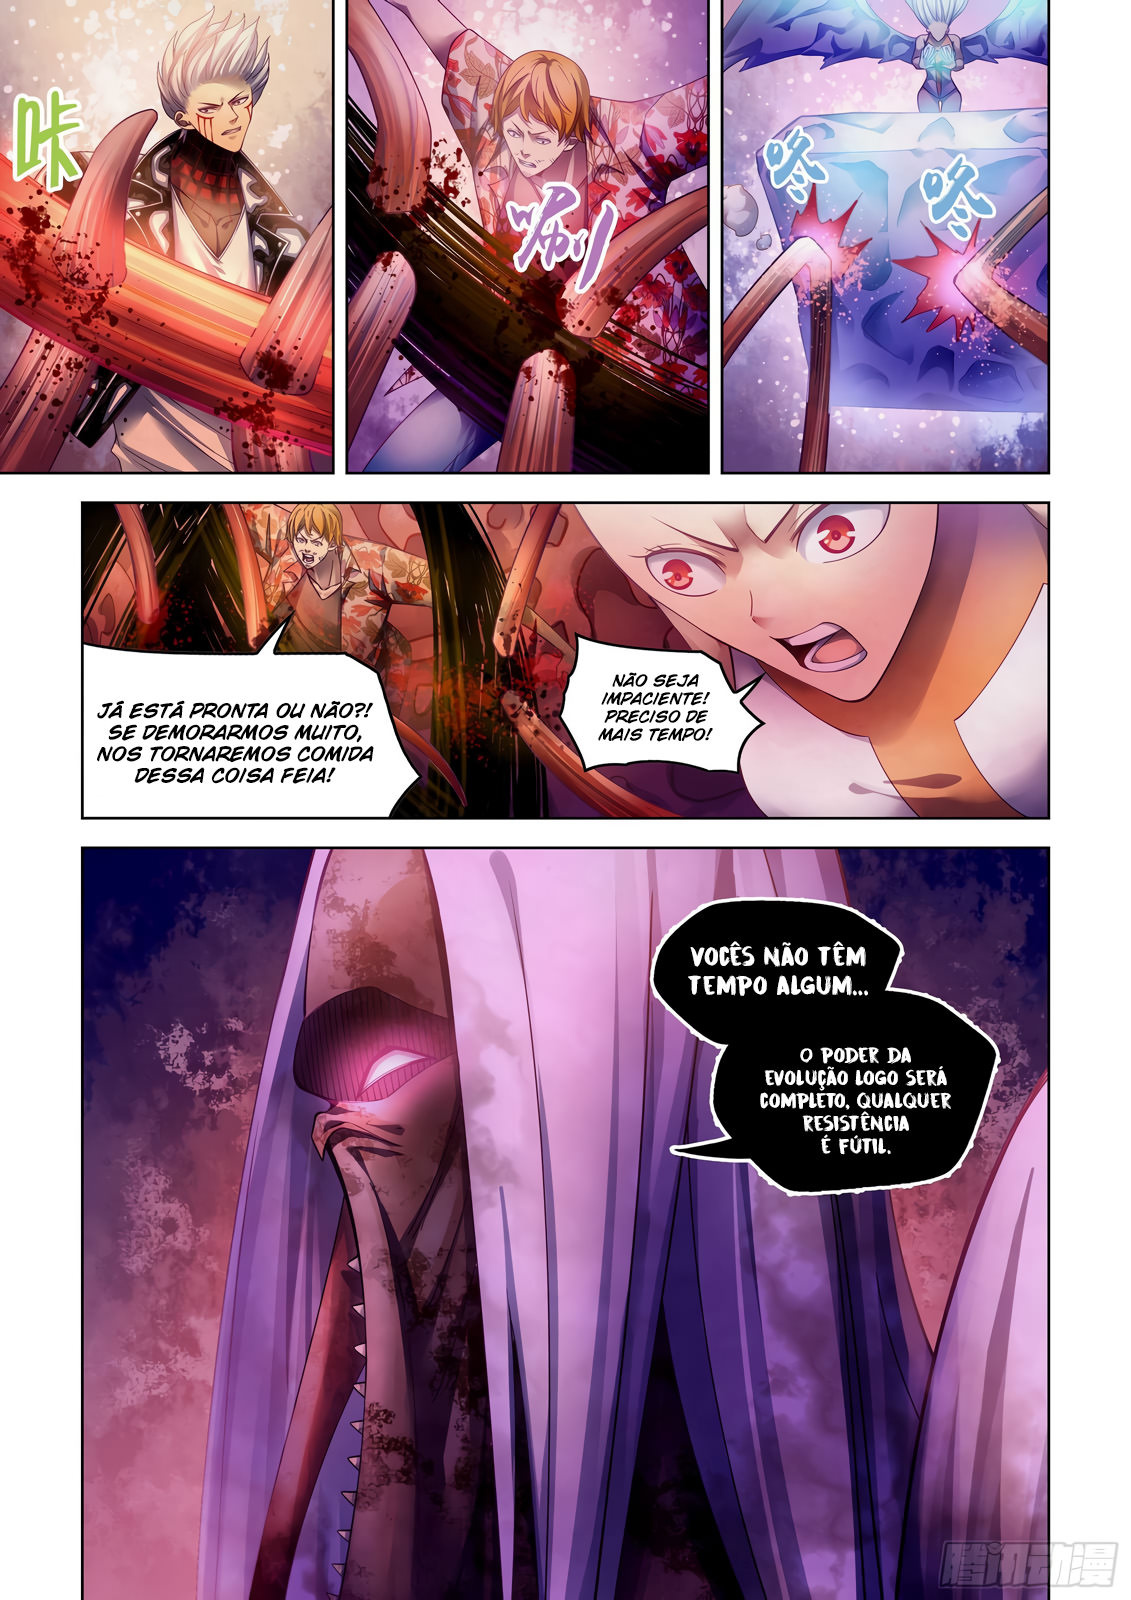 咔
唰
咚
咚
JÁ ESTÁ PRONTA OU NÃO?!
SE DEMORARMOS MUITO,
NOS TORNAREMOS COMIDA
DESSA COISA FEIA!
NÃO SEJA
IMPACIENTE!
PRECISO DE
MAIS TEMPO!
VOCÊS NÃO TÊM
TEMPO ALGUM...
O PODER DA
EVOLUÇÃO LOGO SERÁ
COMPLETO, QUALQUER
RESISTÊNCIA
É FÚTIL.
腾讯动漫